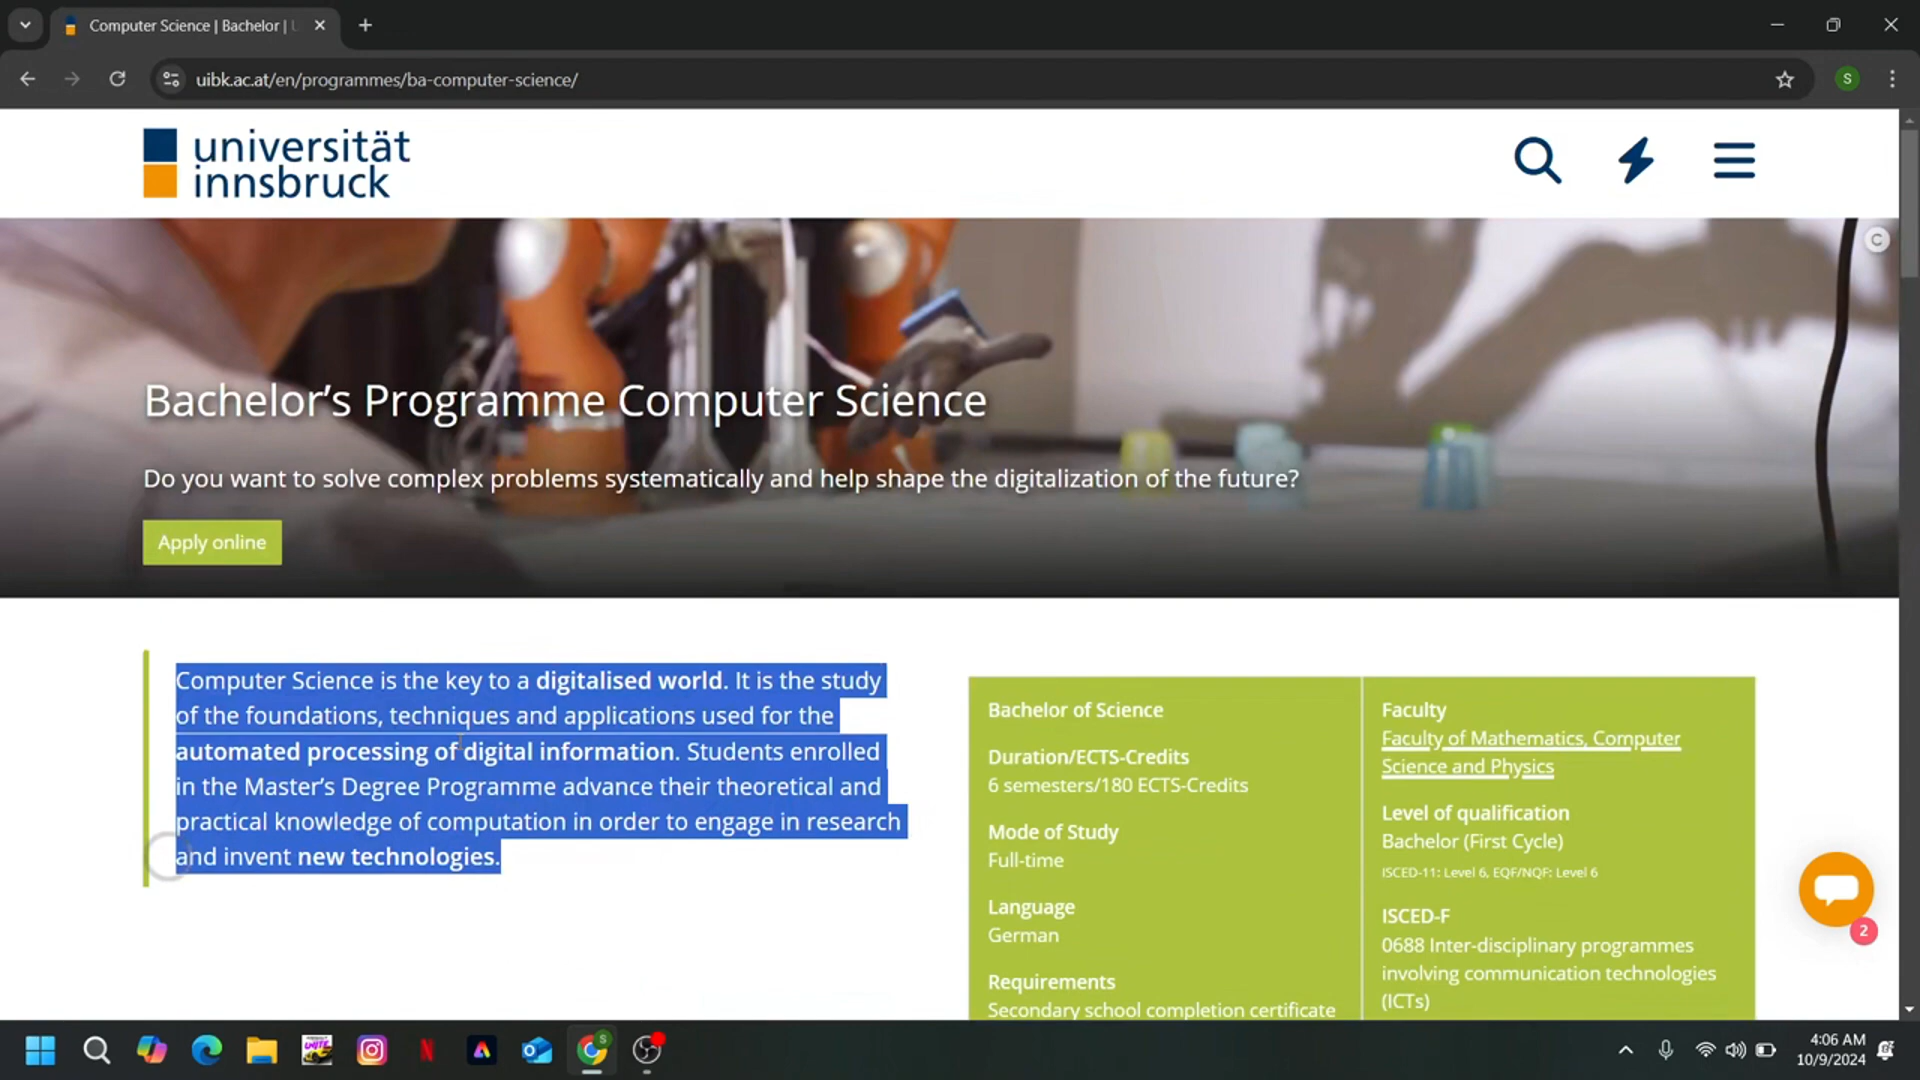 Computer Science | Bachelor |
uibk.ac.at/en/programmes/ba-computer-science/
S
universität
innsbruck
C
Bachelor's Programme Computer Science
Do you want to solve complex problems systematically and help shape the digitalization of the future?
Apply online
Computer Science is the key to a digitalised world. It is the study
of the foundations, techniques and applications used for the
automated processing of digital information. Students enrolled
in the Master's Degree Programme advance their theoretical and
practical knowledge of computation in order to engage in research
and invent new technologies.
Bachelor of Science
Duration/ECTS-Credits
6 semesters/180 ECTS-Credits
Mode of Study
Full-time
Language
German
Requirements
Secondary school completion certificate
Faculty
Faculty of Mathematics, Computer
Science and Physics
Level of qualification
Bachelor (First Cycle)
ISCED-11: Level 6, EQF/NQF: Level 6
ISCED-F
0688 Inter-disciplinary programmes
involving communication technologies
(ICTs)
2
4:06 AM
10/9/2024